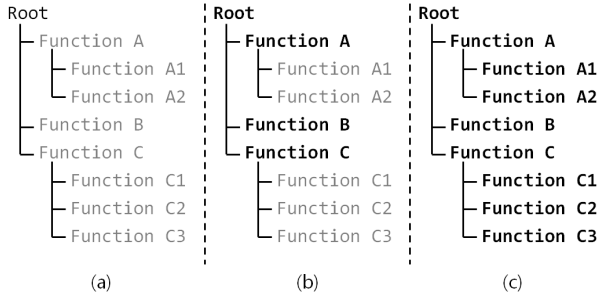 Root
Function A
Function A1
Function A2
Function B
Function C
Function C1
Function C2
Function C3
(a)
Root
Function A
Function A1
Function A2
Function B
Function C
Function C1
Function C2
Function C3
(b)
Root
Function A
Function A1
Function A2
Function B
Function C
Function C1
Function C2
Function C3
(c)